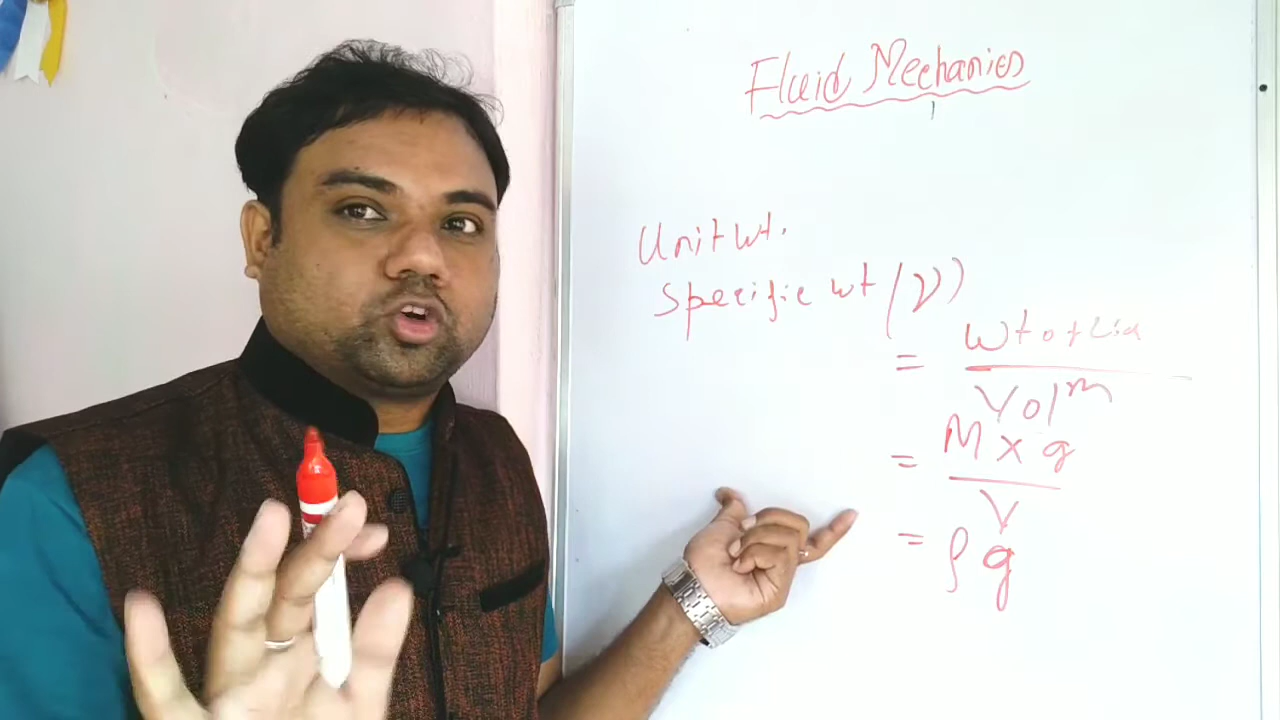 Fluid Mechanics
Unit wt.
Specific wt (γ)
= Wt of Liq
Vol^m
= M x g
V
= ρ g